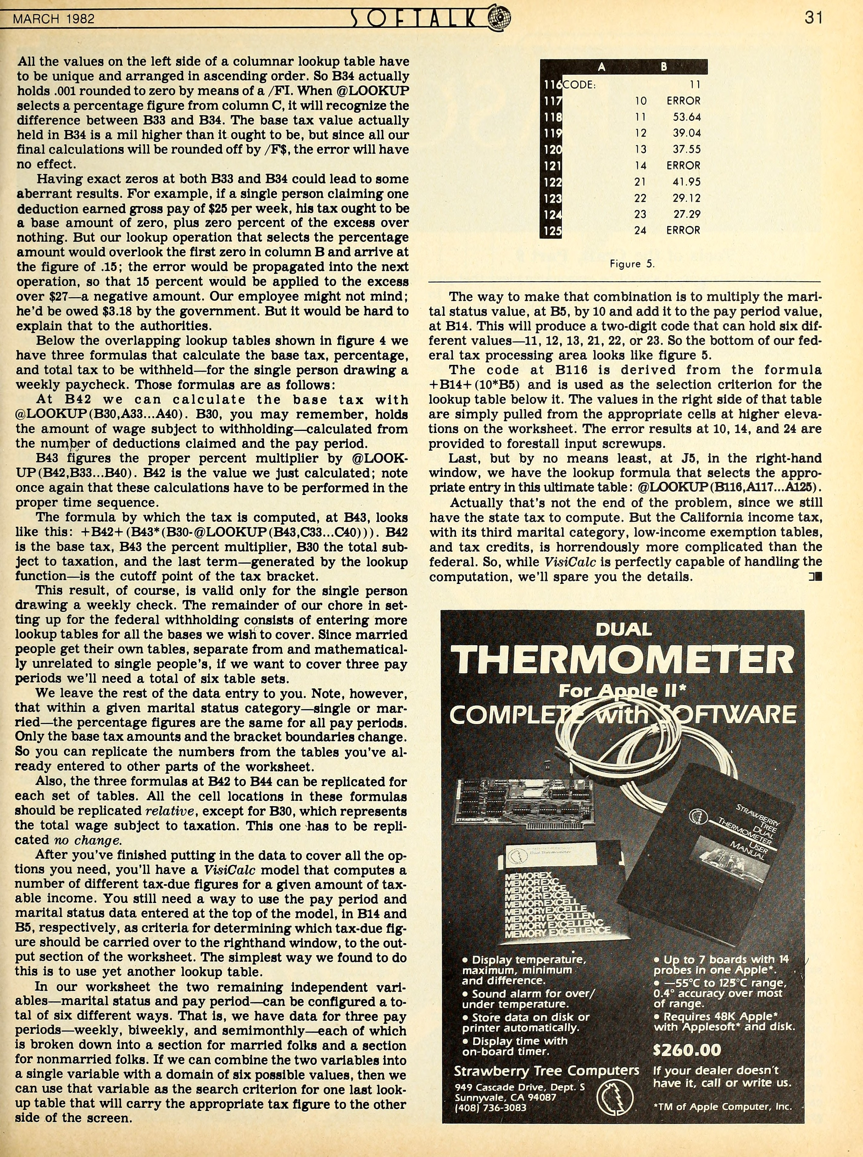 MARCH 1982
SOFTALK
31
All the values on the left side of a columnar lookup table have
to be unique and arranged in ascending order. So B34 actually
holds .001 rounded to zero by means of a /FI. When @LOOKUP
selects a percentage figure from column C, it will recognize the
difference between B33 and B34. The base tax value actually
held in B34 is a mil higher than it ought to be, but since all our
final calculations will be rounded off by /F$, the error will have
no effect.
Having exact zeros at both B33 and B34 could lead to some
aberrant results. For example, if a single person claiming one
deduction earned gross pay of $25 per week, his tax ought to be
a base amount of zero, plus zero percent of the excess over
nothing. But our lookup operation that selects the percentage
amount would overlook the first zero in column B and arrive at
the figure of .15; the error would be propagated into the next
operation, so that 15 percent would be applied to the excess
over $27—a negative amount. Our employee might not mind;
he'd be owed $3.18 by the government. But it would be hard to
explain that to the authorities.
Below the overlapping lookup tables shown in figure 4 we
have three formulas that calculate the base tax, percentage,
and total tax to be withheld—for the single person drawing a
weekly paycheck. Those formulas are as follows:
At B42 we can calculate the base tax with
@LOOKUP(B30,A33...A40). B30, you may remember, holds
the amount of wage subject to withholding—calculated from
the number of deductions claimed and the pay period.
B43 figures the proper percent multiplier by @LOOK-
UP(B42,B33...B40). B42 is the value we just calculated; note
once again that these calculations have to be performed in the
proper time sequence.
The formula by which the tax is computed, at B43, looks
like this: +B42+(B43*(B30-@LOOKUP(B43,C33...C40))). B42
is the base tax, B43 the percent multiplier, B30 the total sub-
ject to taxation, and the last term—generated by the lookup
function—is the cutoff point of the tax bracket.
This result, of course, is valid only for the single person
drawing a weekly check. The remainder of our chore in set-
ting up for the federal withholding consists of entering more
lookup tables for all the bases we wish to cover. Since married
people get their own tables, separate from and mathematical-
ly unrelated to single people's, if we want to cover three pay
periods we'll need a total of six table sets.
We leave the rest of the data entry to you. Note, however,
that within a given marital status category—single or mar-
ried—the percentage figures are the same for all pay periods.
Only the base tax amounts and the bracket boundaries change.
So you can replicate the numbers from the tables you've al-
ready entered to other parts of the worksheet.
Also, the three formulas at B42 to B44 can be replicated for
each set of tables. All the cell locations in these formulas
should be replicated relative, except for B30, which represents
the total wage subject to taxation. This one has to be repli-
cated no change.
After you've finished putting in the data to cover all the op-
tions you need, you'll have a VisiCalc model that computes a
number of different tax-due figures for a given amount of tax-
able income. You still need a way to use the pay period and
marital status data entered at the top of the model, in B14 and
B5, respectively, as criteria for determining which tax-due fig-
ure should be carried over to the righthand window, to the out-
put section of the worksheet. The simplest way we found to do
this is to use yet another lookup table.
In our worksheet the two remaining independent vari-
ables—marital status and pay period—can be configured a to-
tal of six different ways. That is, we have data for three pay
periods—weekly, biweekly, and semimonthly—each of which
is broken down into a section for married folks and a section
for nonmarried folks. If we can combine the two variables into
a single variable with a domain of six possible values, then we
can use that variable as the search criterion for one last look-
up table that will carry the appropriate tax figure to the other
side of the screen.
A B
116 CODE: 11
117 10 ERROR
118 11 53.64
119 12 39.04
120 13 37.55
121 14 ERROR
122 21 41.95
123 22 29.12
124 23 27.29
125 24 ERROR
Figure 5.
The way to make that combination is to multiply the mari-
tal status value, at B5, by 10 and add it to the pay period value,
at B14. This will produce a two-digit code that can hold six dif-
ferent values—11, 12, 13, 21, 22, or 23. So the bottom of our fed-
eral tax processing area looks like figure 5.
The code at B116 is derived from the formula
+B14+(10*B5) and is used as the selection criterion for the
lookup table below it. The values in the right side of that table
are simply pulled from the appropriate cells at higher eleva-
tions on the worksheet. The error results at 10, 14, and 24 are
provided to forestall input screwups.
Last, but by no means least, at J5, in the right-hand
window, we have the lookup formula that selects the appro-
priate entry in this ultimate table: @LOOKUP(B116,A117...A125).
Actually that's not the end of the problem, since we still
have the state tax to compute. But the California income tax,
with its third marital category, low-income exemption tables,
and tax credits, is horrendously more complicated than the
federal. So, while VisiCalc is perfectly capable of handling the
computation, we'll spare you the details.
DUAL
THERMOMETER
For Apple II*
COMPLETE with SOFTWARE
STRAWBERRY
TREE
DUAL
THERMOMETER
USER
MANUAL
MEMOREX
MEMOREXC
MEMORYEXCE
MEMORYEXCEL
MEMORYEXCELL
MEMORYEXCELLE
MEMORY EXCELLEN
MEMORY EXCELLENC
MEMORY EXCELLENCE
• Display temperature,
maximum, minimum
and difference.
• Sound alarm for over/
under temperature.
• Store data on disk or
printer automatically.
• Display time with
on-board timer.
• Up to 7 boards with 14
probes in one Apple*.
• —55°C to 125°C range,
0.4° accuracy over most
of range.
• Requires 48K Apple*
with Applesoft* and disk.
$260.00
Strawberry Tree Computers
949 Cascade Drive, Dept. S
Sunnyvale, CA 94087
(408) 736-3083
If your dealer doesn't
have it, call or write us.
*TM of Apple Computer, Inc.